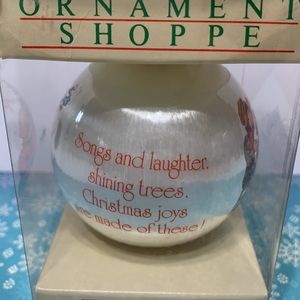 ORNAMENT
SHOPPE
Songs and laughter,
shining trees.
Christmas joys
are made of these!